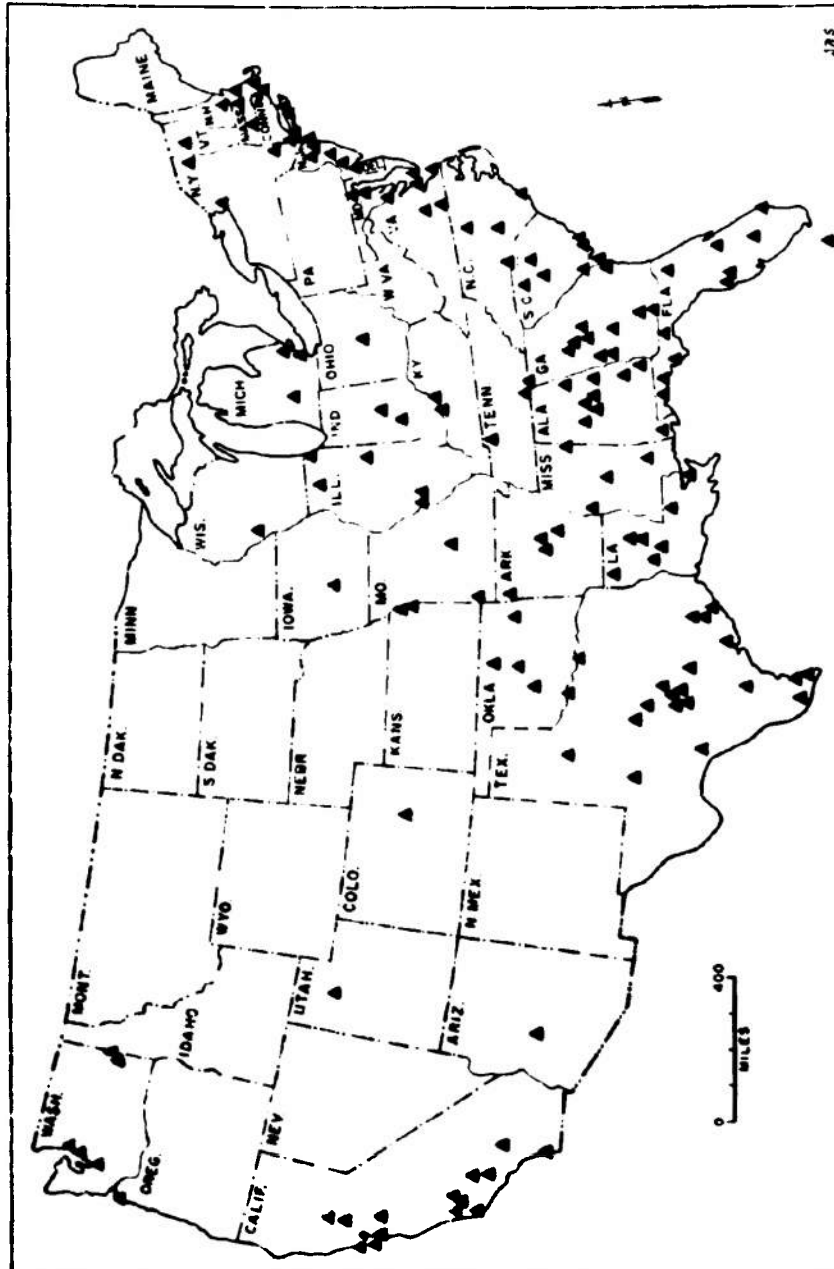 WASH.
OREG.
CALIF.
NEV
IDAHO
MONT.
WYO
UTAH
COLO.
ARIZ.
N MEX
N DAK.
S DAK
NEBR
KANS.
OKLA
TEX.
MINN
IOWA.
MO
ARK
LA
WIS.
ILL.
MICH
IND
OHIO
KY
TENN
MISS
ALA
GA
FLA
S C
N.C.
VA
W VA
PA
N.Y
VT.
N.H
MAINE
MASS
CONN
MD
0
400
MILES